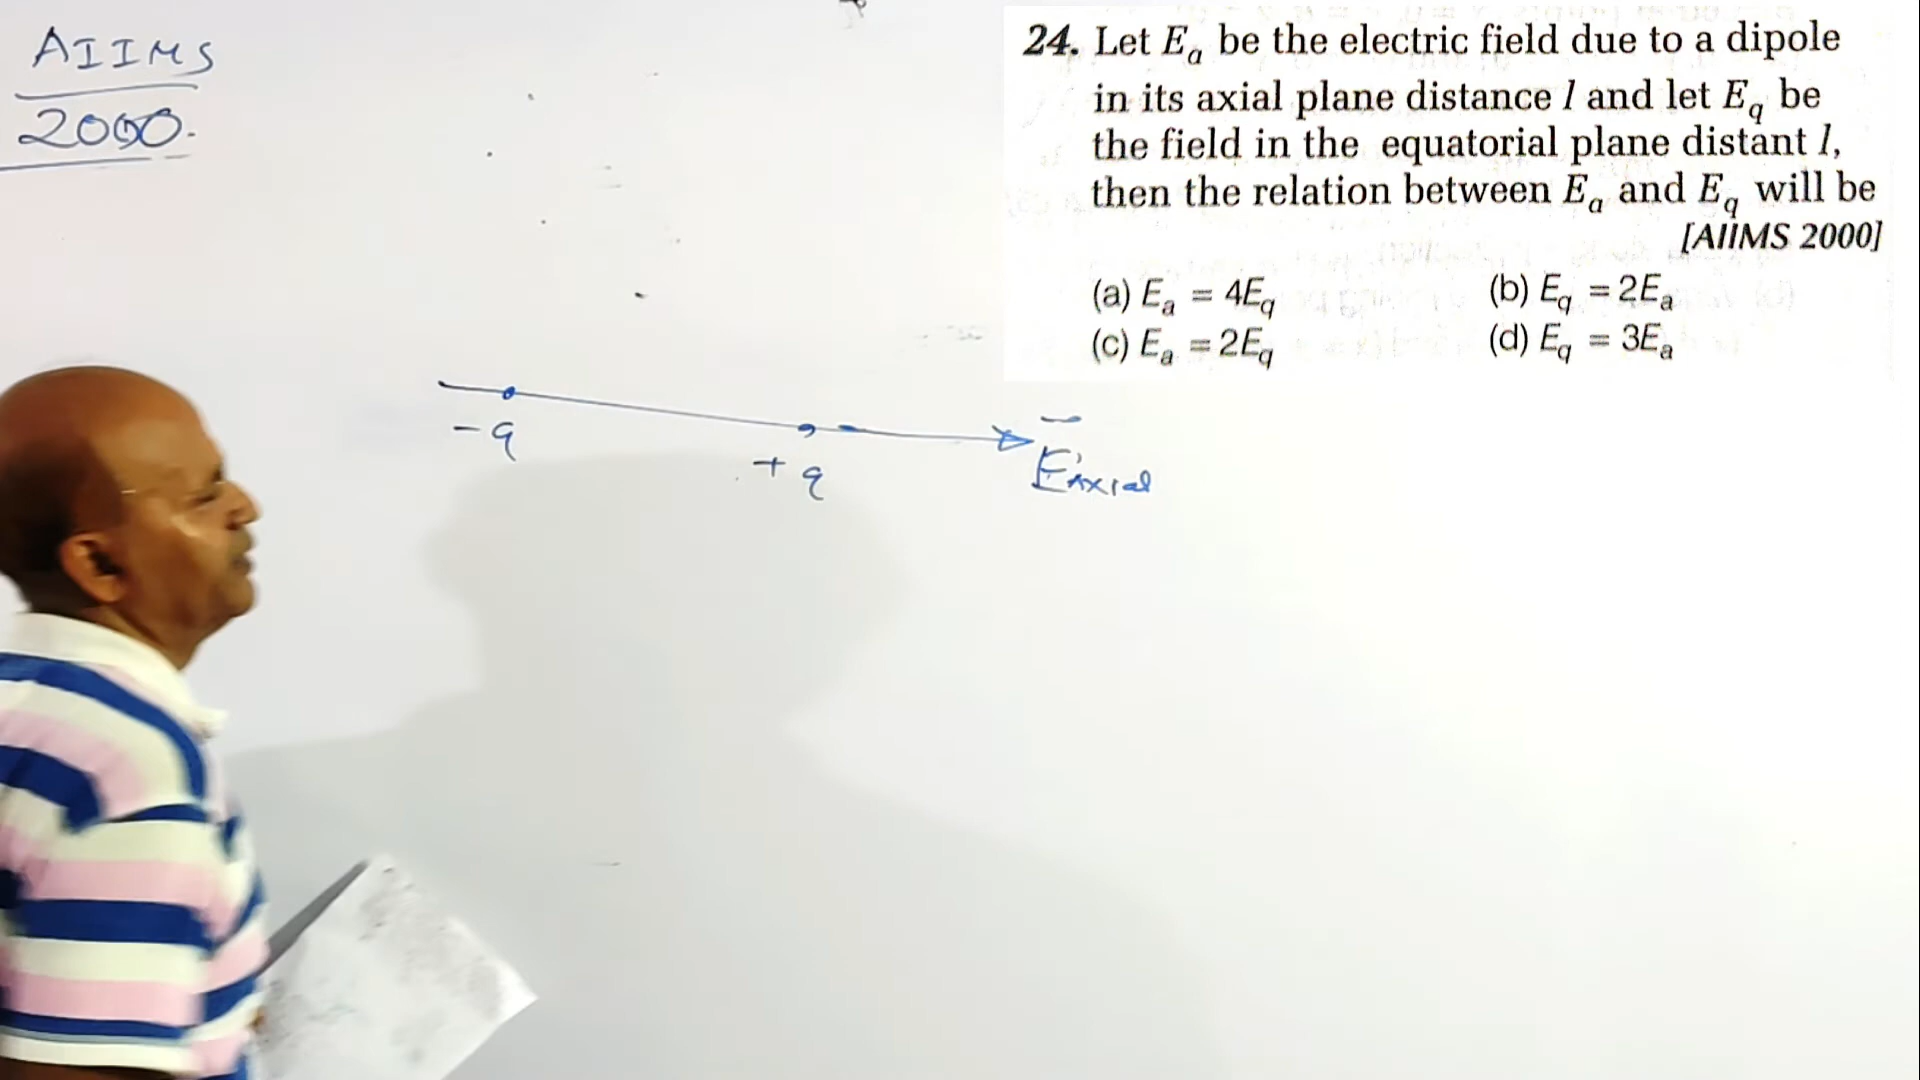 AIIMS
2000.
24. Let Ea be the electric field due to a dipole
in its axial plane distance l and let Eq be
the field in the equatorial plane distant l,
then the relation between Ea and Eq will be
[AIIMS 2000]
(a) Ea = 4Eq (b) Eq = 2Ea
(c) Ea = 2Eq (d) Eq = 3Ea
-q
+q
EAxial